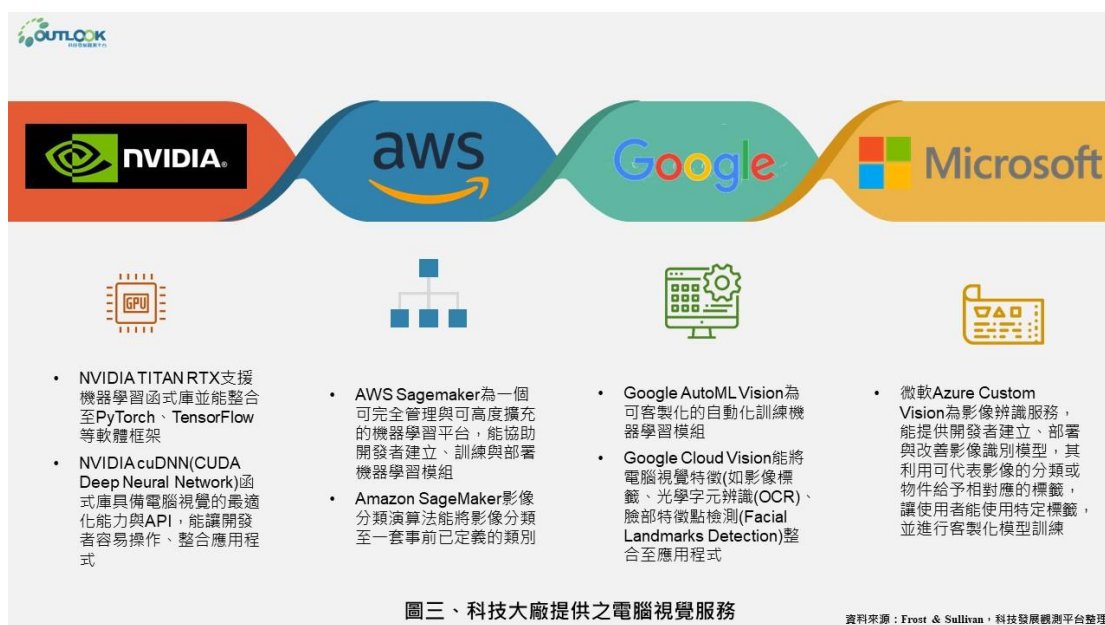 OUTLOOK
NVIDIA.
aws
Google
Microsoft
GPU
• NVIDIA TITAN RTX支援
機器學習函式庫並能整合
至PyTorch、TensorFlow
等軟體框架
• NVIDIA cuDNN(CUDA
Deep Neural Network)函
式庫具備電腦視覺的最適
化能力與API，能讓開發
者容易操作、整合應用程
式
• AWS Sagemaker為一個
可完全管理與可高度擴充
的機器學習平台，能協助
開發者建立、訓練與部署
機器學習模組
• Amazon SageMaker影像
分類演算法能將影像分類
至一套事前已定義的類別
• Google AutoML Vision為
可客製化的自動化訓練機
器學習模組
• Google Cloud Vision能將
電腦視覺特徵(如影像標
籤、光學字元辨識(OCR)、
臉部特徵點檢測(Facial
Landmarks Detection)整
合至應用程式
• 微軟Azure Custom
Vision為影像辨識服務，
能提供開發者建立、部署
與改善影像識別模型，其
利用可代表影像的分類或
物件給予相對應的標籤，
讓使用者能使用特定標籤，
並進行客製化模型訓練
圖三、科技大廠提供之電腦視覺服務
資料來源：Frost & Sullivan，科技發展觀測平台整理